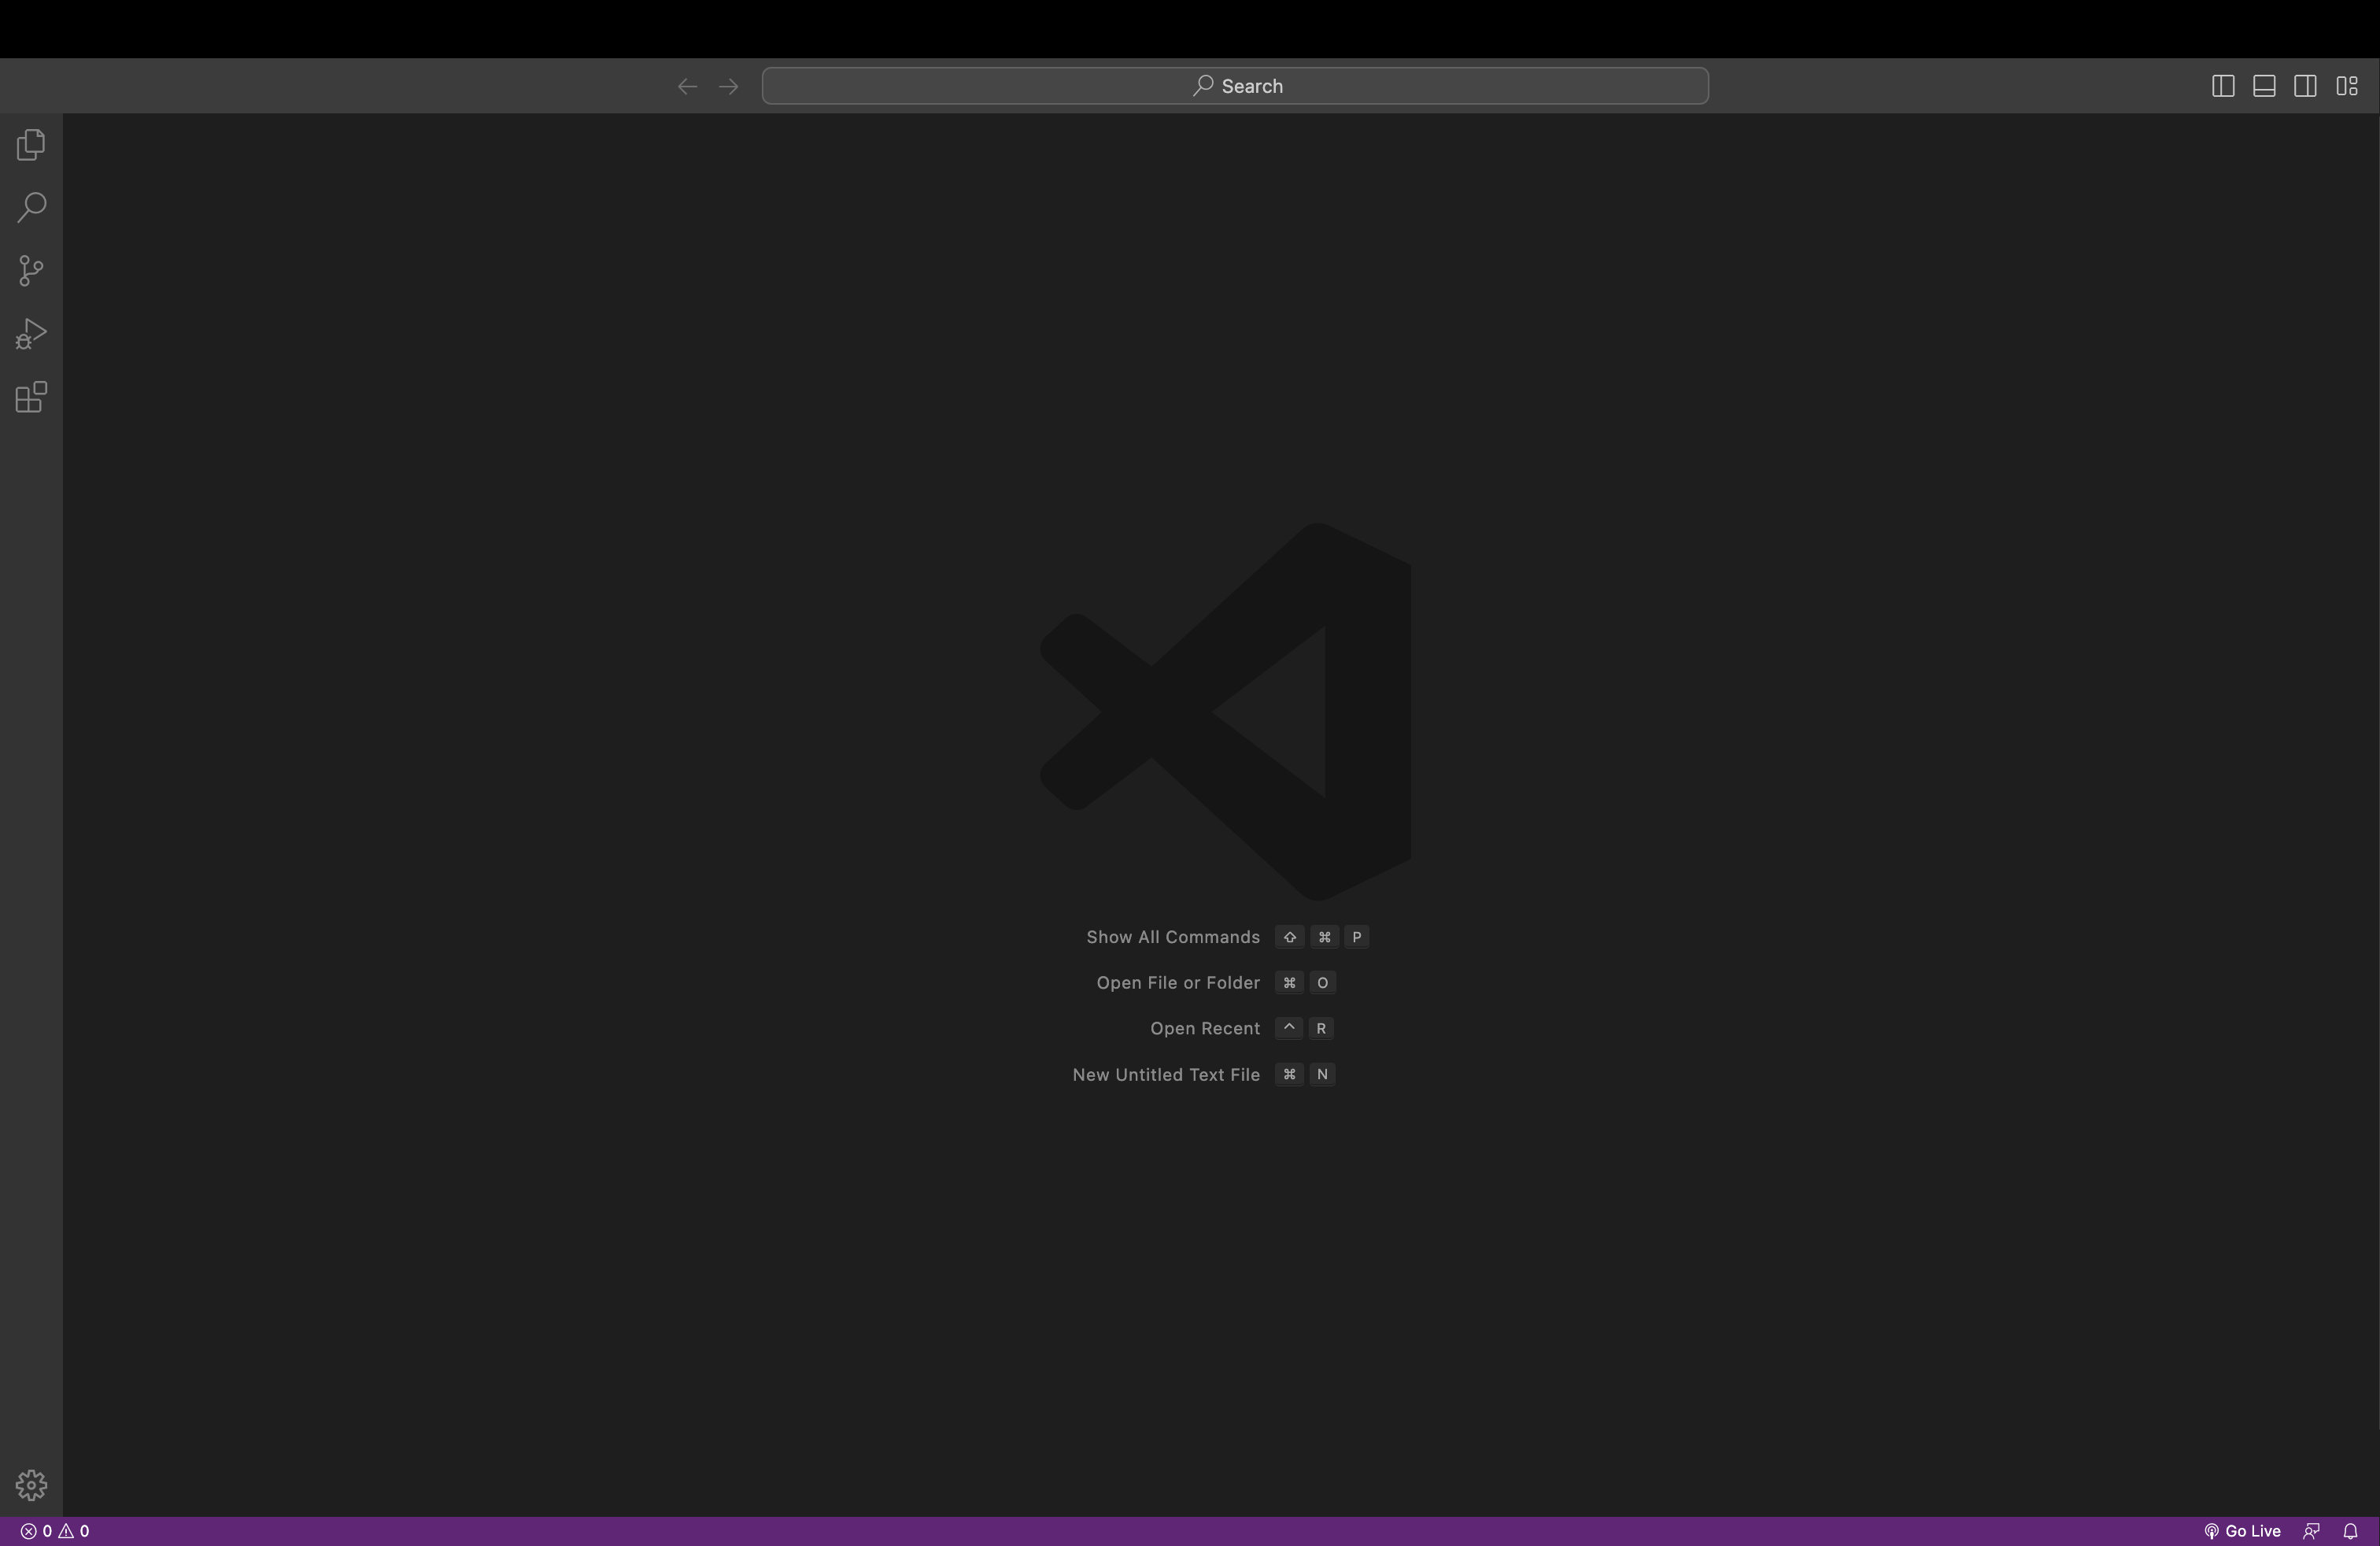 Search
Show All Commands ⇧ ⌘ P
Open File or Folder ⌘ O
Open Recent ^ R
New Untitled Text File ⌘ N
0 0 Go Live